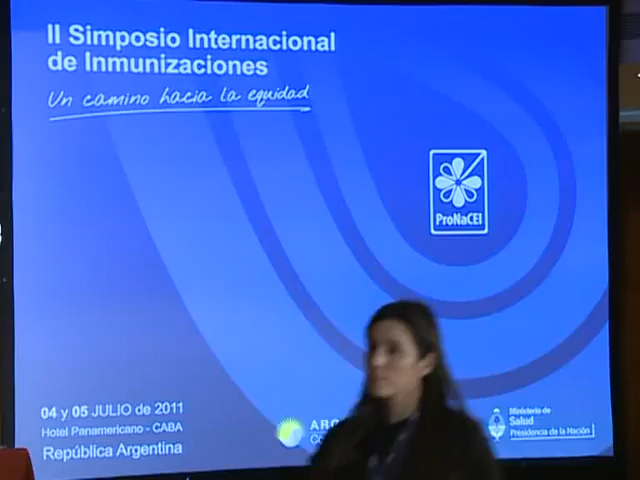 II Simposio Internacional
de Inmunizaciones
Un camino hacia la equidad
ProNaCEI
04 y 05 JULIO de 2011
Hotel Panamericano - CABA
República Argentina
Ministerio de
Salud
Presidencia de la Nación